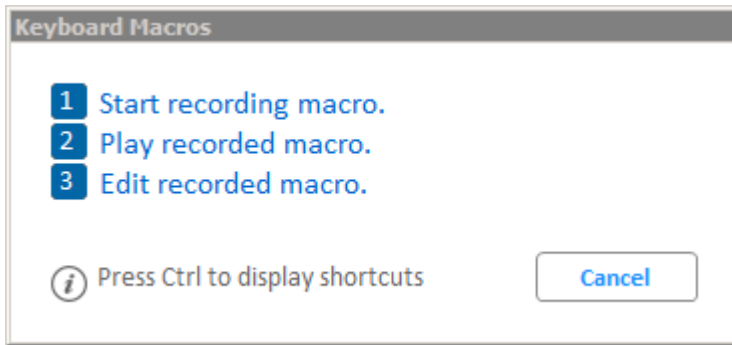 Keyboard Macros
1 Start recording macro.
2 Play recorded macro.
3 Edit recorded macro.
i Press Ctrl to display shortcuts
Cancel